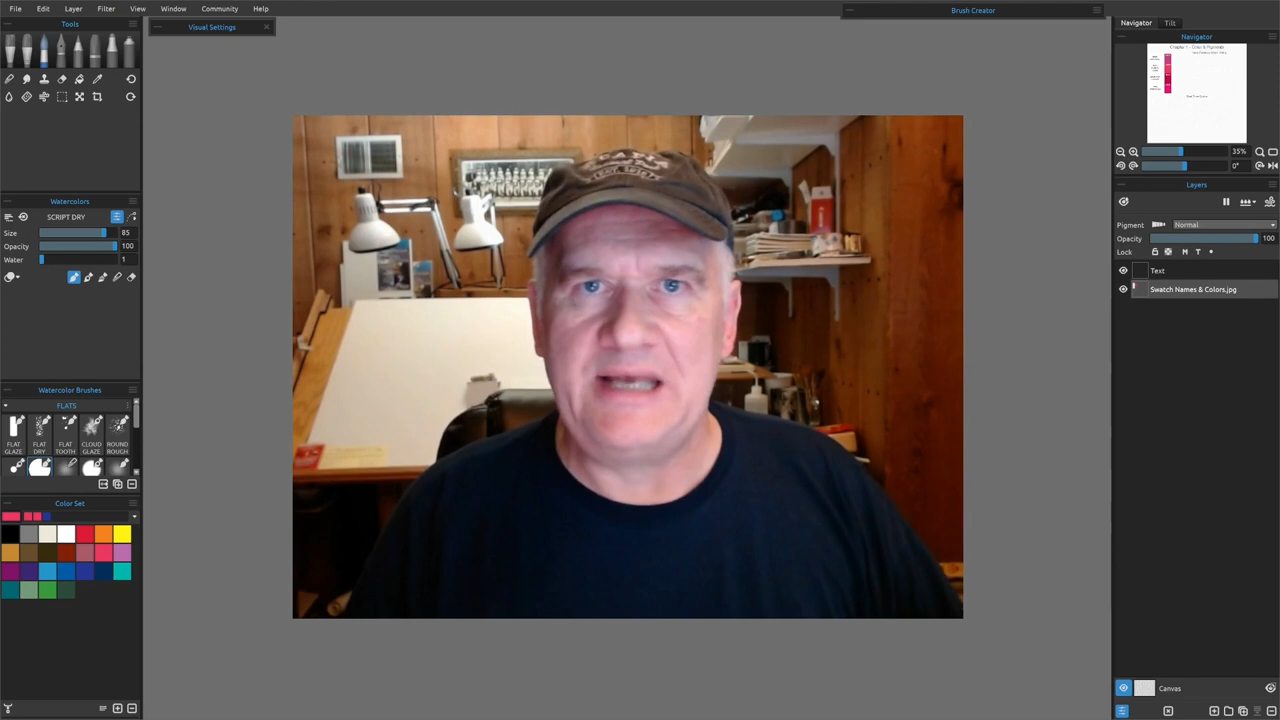 File Edit Layer Filter View Window Community Help
Brush Creator
Tools
Visual Settings
Navigator Tilt
Navigator
35%
0°
Watercolors
SCRIPT DRY
Size 85
Opacity 100
Water 1
Layers
Pigment Normal
Opacity 100
Lock M T
Text
Swatch Names & Colors.jpg
Watercolor Brushes
FLATS
FLAT GLAZE
FLAT DRY
FLAT TOOTH
CLOUD GLAZE
ROUND ROUGH
Color Set
Canvas